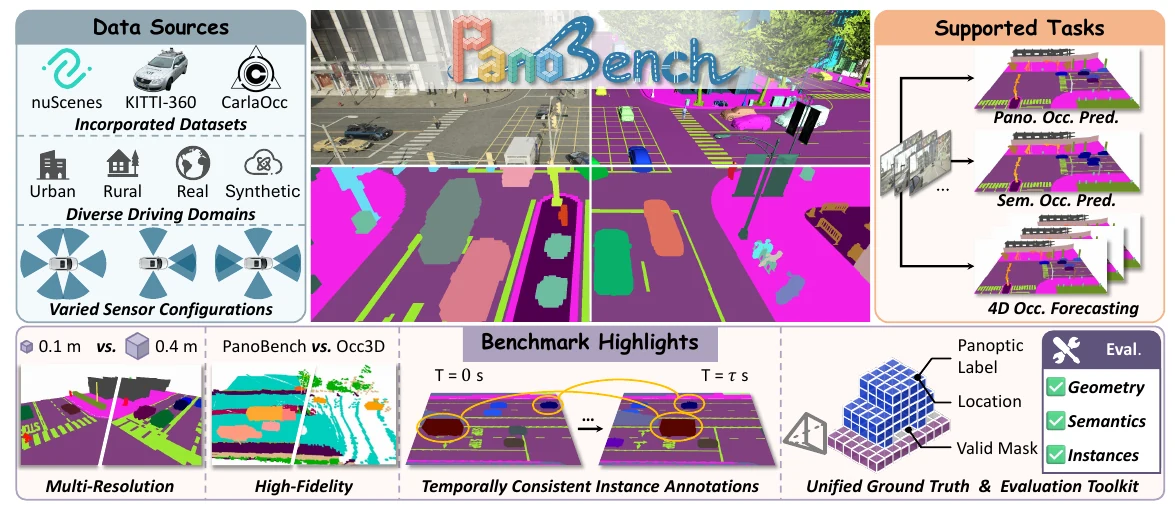 Data Sources
nuScenes KITTI-360 CarlaOcc
Incorporated Datasets
Urban Rural Real Synthetic
Diverse Driving Domains
Varied Sensor Configurations
PanoBench
Supported Tasks
Pano. Occ. Pred.
...
Sem. Occ. Pred.
4D Occ. Forecasting
Benchmark Highlights
0.1 m vs. 0.4 m
Multi-Resolution
PanoBench vs. Occ3D
High-Fidelity
T = 0 s T = τ s
...
Temporally Consistent Instance Annotations
Panoptic
Label
Location
Valid Mask
Eval.
Geometry
Semantics
Instances
Unified Ground Truth & Evaluation Toolkit